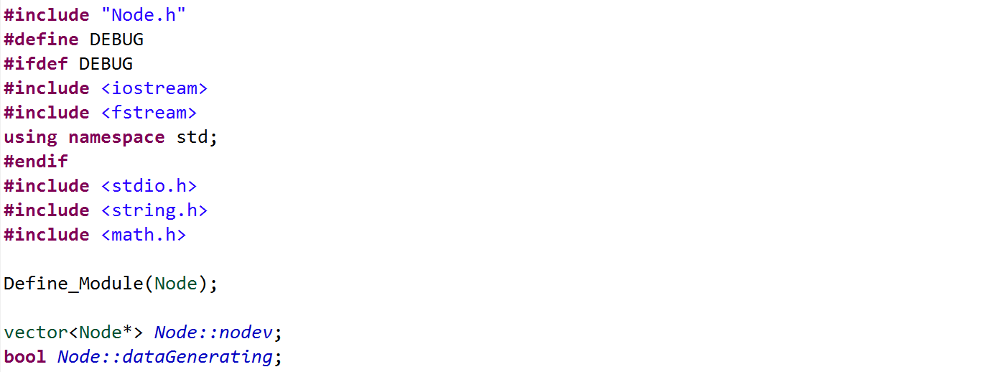 #include "Node.h"
#define DEBUG
#ifdef DEBUG
#include <iostream>
#include <fstream>
using namespace std;
#endif
#include <stdio.h>
#include <string.h>
#include <math.h>
Define_Module(Node);
vector<Node*> Node::nodev;
bool Node::dataGenerating;